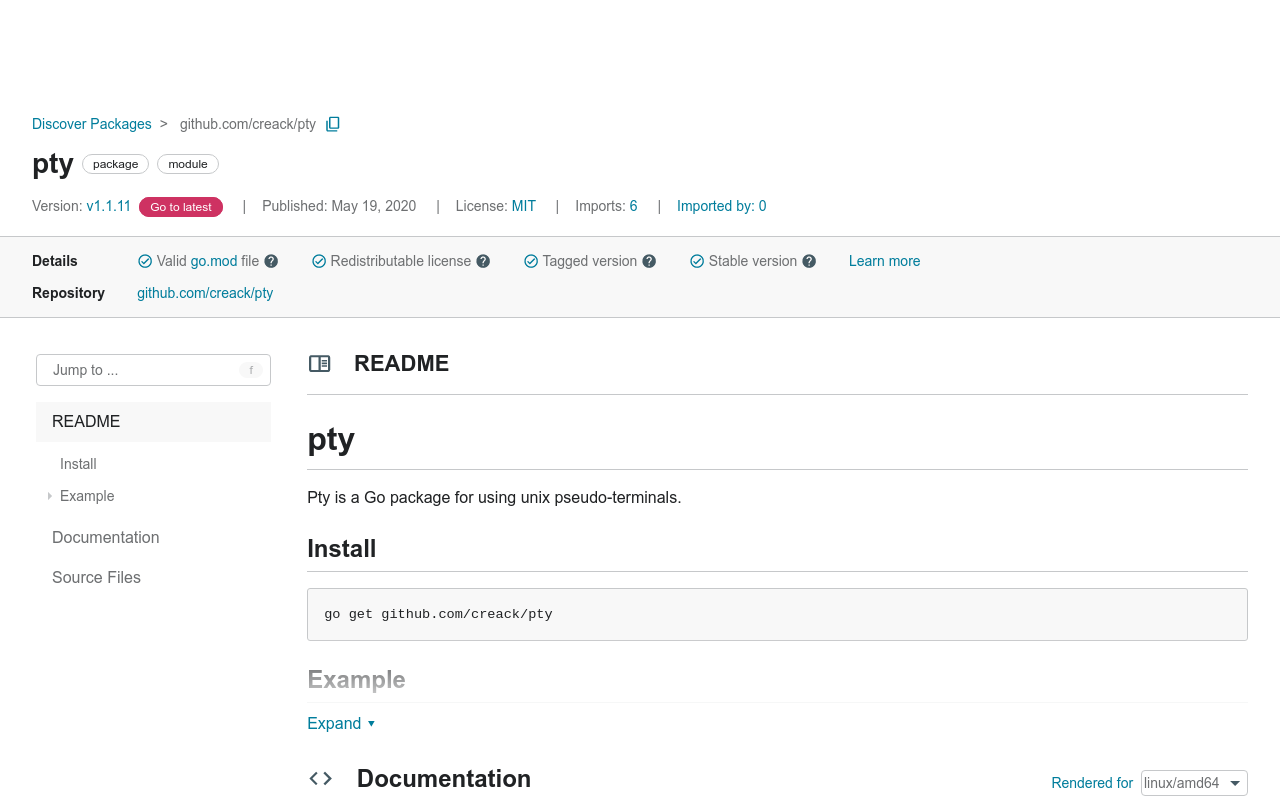 Discover Packages > github.com/creack/pty
pty package module
Version: v1.1.11 Go to latest | Published: May 19, 2020 | License: MIT | Imports: 6 | Imported by: 0
Details Valid go.mod file ? Redistributable license ? Tagged version ? Stable version ? Learn more
Repository github.com/creack/pty
Jump to ... f
README
Install
Example
Documentation
Source Files
README
pty
Pty is a Go package for using unix pseudo-terminals.
Install
go get github.com/creack/pty
Example
Expand
Documentation
Rendered for linux/amd64